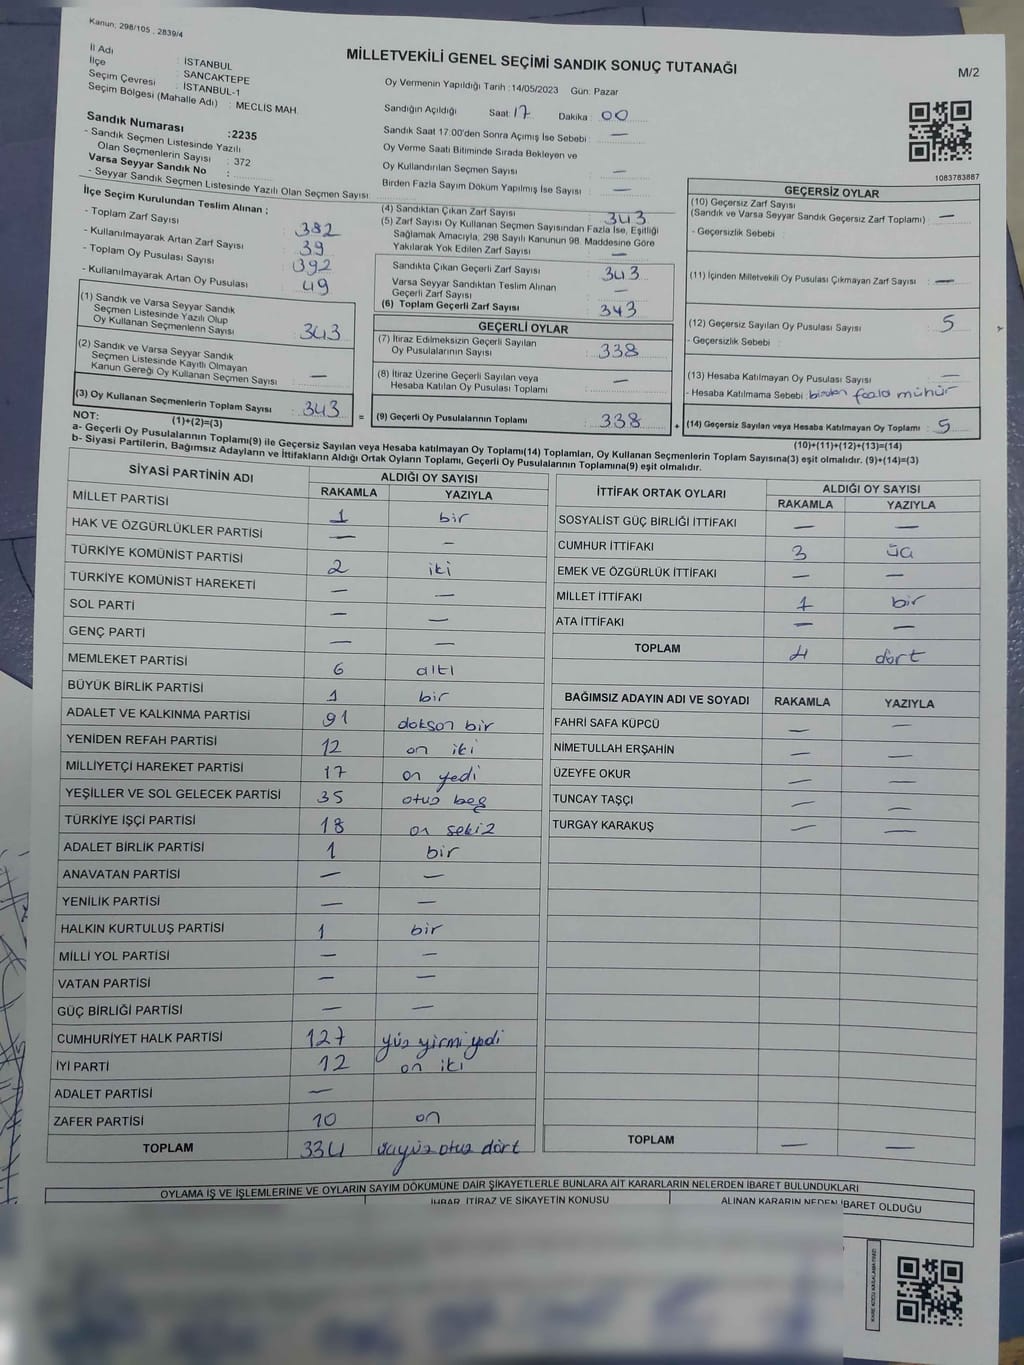 Kanun; 298/105 , 2839/4
MİLLETVEKİLİ GENEL SEÇİMİ SANDIK SONUÇ TUTANAĞI
M/2
İl Adı : İSTANBUL
İlçe : SANCAKTEPE
Seçim Çevresi : İSTANBUL-1
Seçim Bölgesi (Mahalle Adı) : MECLİS MAH.
Sandık Numarası :2235
- Sandık Seçmen Listesinde Yazılı
Olan Seçmenlerin Sayısı : 372
Varsa Seyyar Sandık No :
- Seyyar Sandık Seçmen Listesinde Yazılı Olan Seçmen Sayısı
Oy Vermenin Yapıldığı Tarih :14/05/2023 Gün: Pazar
Sandığın Açıldığı Saat: 17 Dakika : 00
Sandık Saat 17.00'den Sonra Açımış İse Sebebi : —
Oy Verme Saati Bitiminde Sırada Bekleyen ve
Oy Kullandırılan Seçmen Sayısı —
Birden Fazla Sayım Döküm Yapılmış İse Sayısı —
1083783887
İlçe Seçim Kurulundan Teslim Alınan ;
- Toplam Zarf Sayısı : 382
- Kullanılmayarak Artan Zarf Sayısı : 39
- Toplam Oy Pusulası Sayısı : 392
- Kullanılmayarak Artan Oy Pusulası : 49
(1) Sandık ve Varsa Seyyar Sandık
Seçmen Listesinde Yazılı Olup
Oy Kullanan Seçmenlerin Sayısı : 343
(2) Sandık ve Varsa Seyyar Sandık
Seçmen Listesinde Kayıtlı Olmayan
Kanun Gereği Oy Kullanan Seçmen Sayısı : —
(3) Oy Kullanan Seçmenlerin Toplam Sayısı : 343
(1)+(2)=(3)
(4) Sandıktan Çıkan Zarf Sayısı : 343
(5) Zarf Sayısı Oy Kullanan Seçmen Sayısından Fazla İse, Eşitliği
Sağlamak Amacıyla, 298 Sayılı Kanunun 98. Maddesine Göre
Yakılarak Yok Edilen Zarf Sayısı : —
Sandıkta Çıkan Geçerli Zarf Sayısı : 343
Varsa Seyyar Sandıktan Teslim Alınan
Geçerli Zarf Sayısı : —
(6) Toplam Geçerli Zarf Sayısı : 343
GEÇERLİ OYLAR
(7) İtiraz Edilmeksizin Geçerli Sayılan
Oy Pusulalarının Sayısı : 338
(8) İtiraz Üzerine Geçerli Sayılan veya
Hesaba Katılan Oy Pusulası Toplamı : —
= (9) Geçerli Oy Pusulalarının Toplamı : 338 +
GEÇERSİZ OYLAR
(10) Geçersiz Zarf Sayısı
(Sandık ve Varsa Seyyar Sandık Geçersiz Zarf Toplamı) : —
- Geçersizlik Sebebi :
(11) İçinden Milletvekili Oy Pusulası Çıkmayan Zarf Sayısı : —
(12) Geçersiz Sayılan Oy Pusulası Sayısı : 5
- Geçersizlik Sebebi :
(13) Hesaba Katılmayan Oy Pusulası Sayısı : —
- Hesaba Katılmama Sebebi : birden fazla mühür
(14) Geçersiz Sayılan veya Hesaba Katılmayan Oy Toplamı : 5
(10)+(11)+(12)+(13)=(14)
NOT:
a- Geçerli Oy Pusulalarının Toplamı(9) ile Geçersiz Sayılan veya Hesaba katılmayan Oy Toplamı(14) Toplamları, Oy Kullanan Seçmenlerin Toplam Sayısına(3) eşit olmalıdır. (9)+(14)=(3)
b- Siyasi Partilerin, Bağımsız Adayların ve İttifakların Aldığı Ortak Oyların Toplamı, Geçerli Oy Pusulalarının Toplamına(9) eşit olmalıdır.
SİYASİ PARTİNİN ADI ALDIĞI OY SAYISI
RAKAMLA YAZIYLA
MİLLET PARTİSİ 1 bir
HAK VE ÖZGÜRLÜKLER PARTİSİ — —
TÜRKİYE KOMÜNİST PARTİSİ 2 iki
TÜRKİYE KOMÜNİST HAREKETİ — —
SOL PARTİ — —
GENÇ PARTİ — —
MEMLEKET PARTİSİ 6 altı
BÜYÜK BİRLİK PARTİSİ 1 bir
ADALET VE KALKINMA PARTİSİ 91 doksan bir
YENİDEN REFAH PARTİSİ 12 on iki
MİLLİYETÇİ HAREKET PARTİSİ 17 on yedi
YEŞİLLER VE SOL GELECEK PARTİSİ 35 otuz beş
TÜRKİYE İŞÇİ PARTİSİ 18 on sekiz
ADALET BİRLİK PARTİSİ 1 bir
ANAVATAN PARTİSİ — —
YENİLİK PARTİSİ — —
HALKIN KURTULUŞ PARTİSİ 1 bir
MİLLİ YOL PARTİSİ — —
VATAN PARTİSİ — —
GÜÇ BİRLİĞİ PARTİSİ — —
CUMHURİYET HALK PARTİSİ 127 yüz yirmi yedi
İYİ PARTİ 12 on iki
ADALET PARTİSİ —
ZAFER PARTİSİ 10 on
TOPLAM 334 üçyüz otuz dört
İTTİFAK ORTAK OYLARI ALDIĞI OY SAYISI
RAKAMLA YAZIYLA
SOSYALİST GÜÇ BİRLİĞİ İTTİFAKI — —
CUMHUR İTTİFAKI 3 üç
EMEK VE ÖZGÜRLÜK İTTİFAKI — —
MİLLET İTTİFAKI 1 bir
ATA İTTİFAKI — —
TOPLAM 4 dört
BAĞIMSIZ ADAYIN ADI VE SOYADI RAKAMLA YAZIYLA
FAHRİ SAFA KÜPCÜ — —
NİMETULLAH ERŞAHİN — —
ÜZEYFE OKUR — —
TUNCAY TAŞÇI — —
TURGAY KARAKUŞ — —
TOPLAM — —
OYLAMA İŞ VE İŞLEMLERİNE VE OYLARIN SAYIM DÖKÜMÜNE DAİR ŞİKAYETLERLE BUNLARA AİT KARARLARIN NELERDEN İBARET BULUNDUKLARI
İHBAR, İTİRAZ VE ŞİKAYETİN KONUSU ALINAN KARARIN NEDEN İBARET OLDUĞU